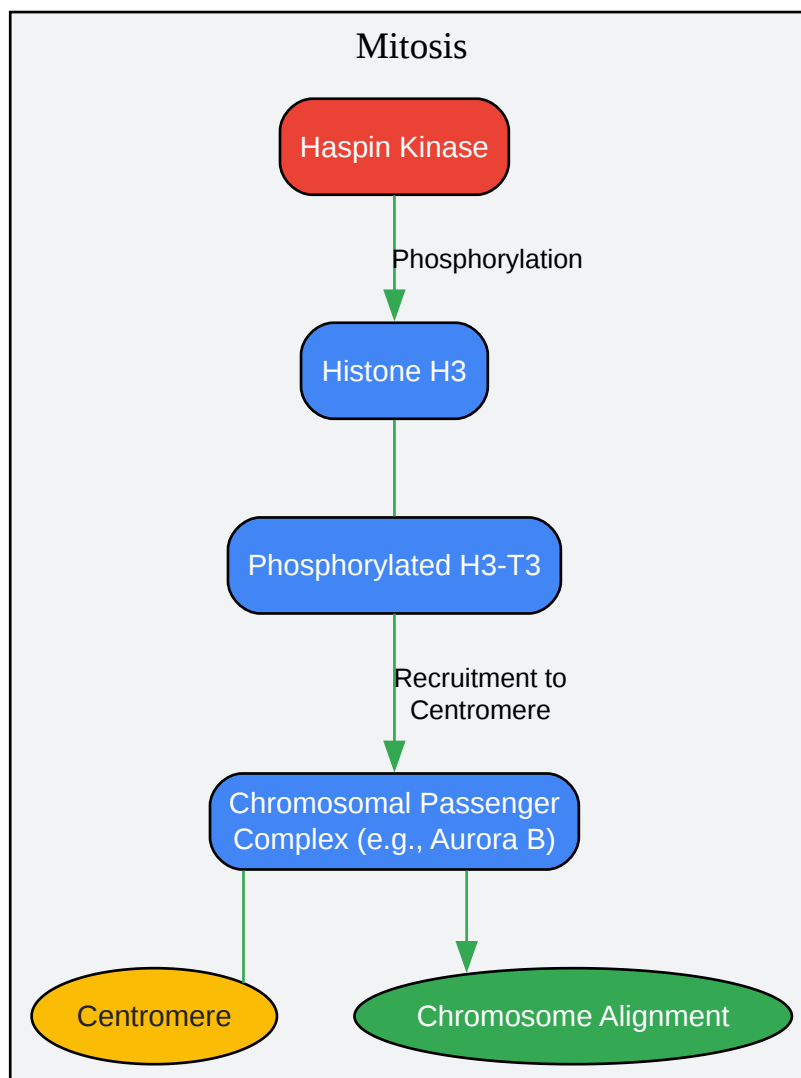 Mitosis
Haspin Kinase
Phosphorylation
Histone H3
Phosphorylated H3-T3
Recruitment to
Centromere
Chromosomal Passenger
Complex (e.g., Aurora B)
Centromere
Chromosome Alignment